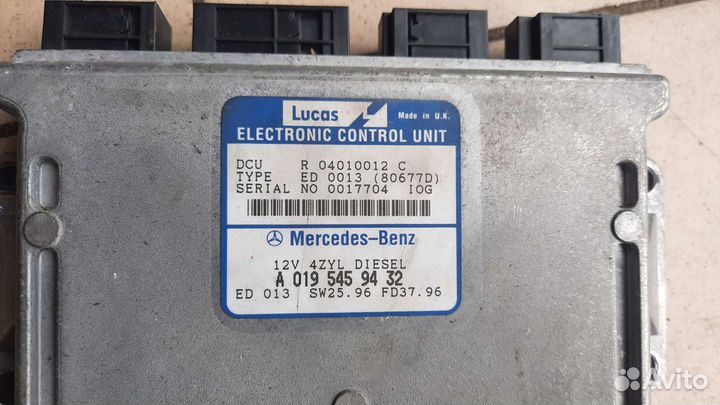 Lucas Made in U.K.
ELECTRONIC CONTROL UNIT
DCU R 04010012 C
TYPE ED 0013 (80677D)
SERIAL NO 0017704 IOG
Mercedes-Benz
12V 4ZYL DIESEL
A 019 545 94 32
ED 013 SW25.96 FD37.96
Avito